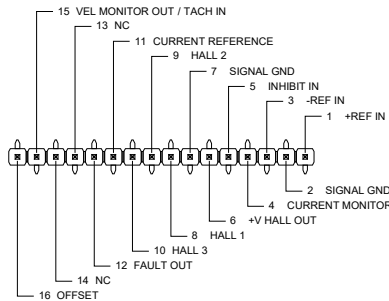 15 VEL MONITOR OUT / TACH IN
13 NC
11 CURRENT REFERENCE
9 HALL 2
7 SIGNAL GND
5 INHIBIT IN
3 -REF IN
1 +REF IN
2 SIGNAL GND
4 CURRENT MONITOR
6 +V HALL OUT
8 HALL 1
10 HALL 3
12 FAULT OUT
14 NC
16 OFFSET